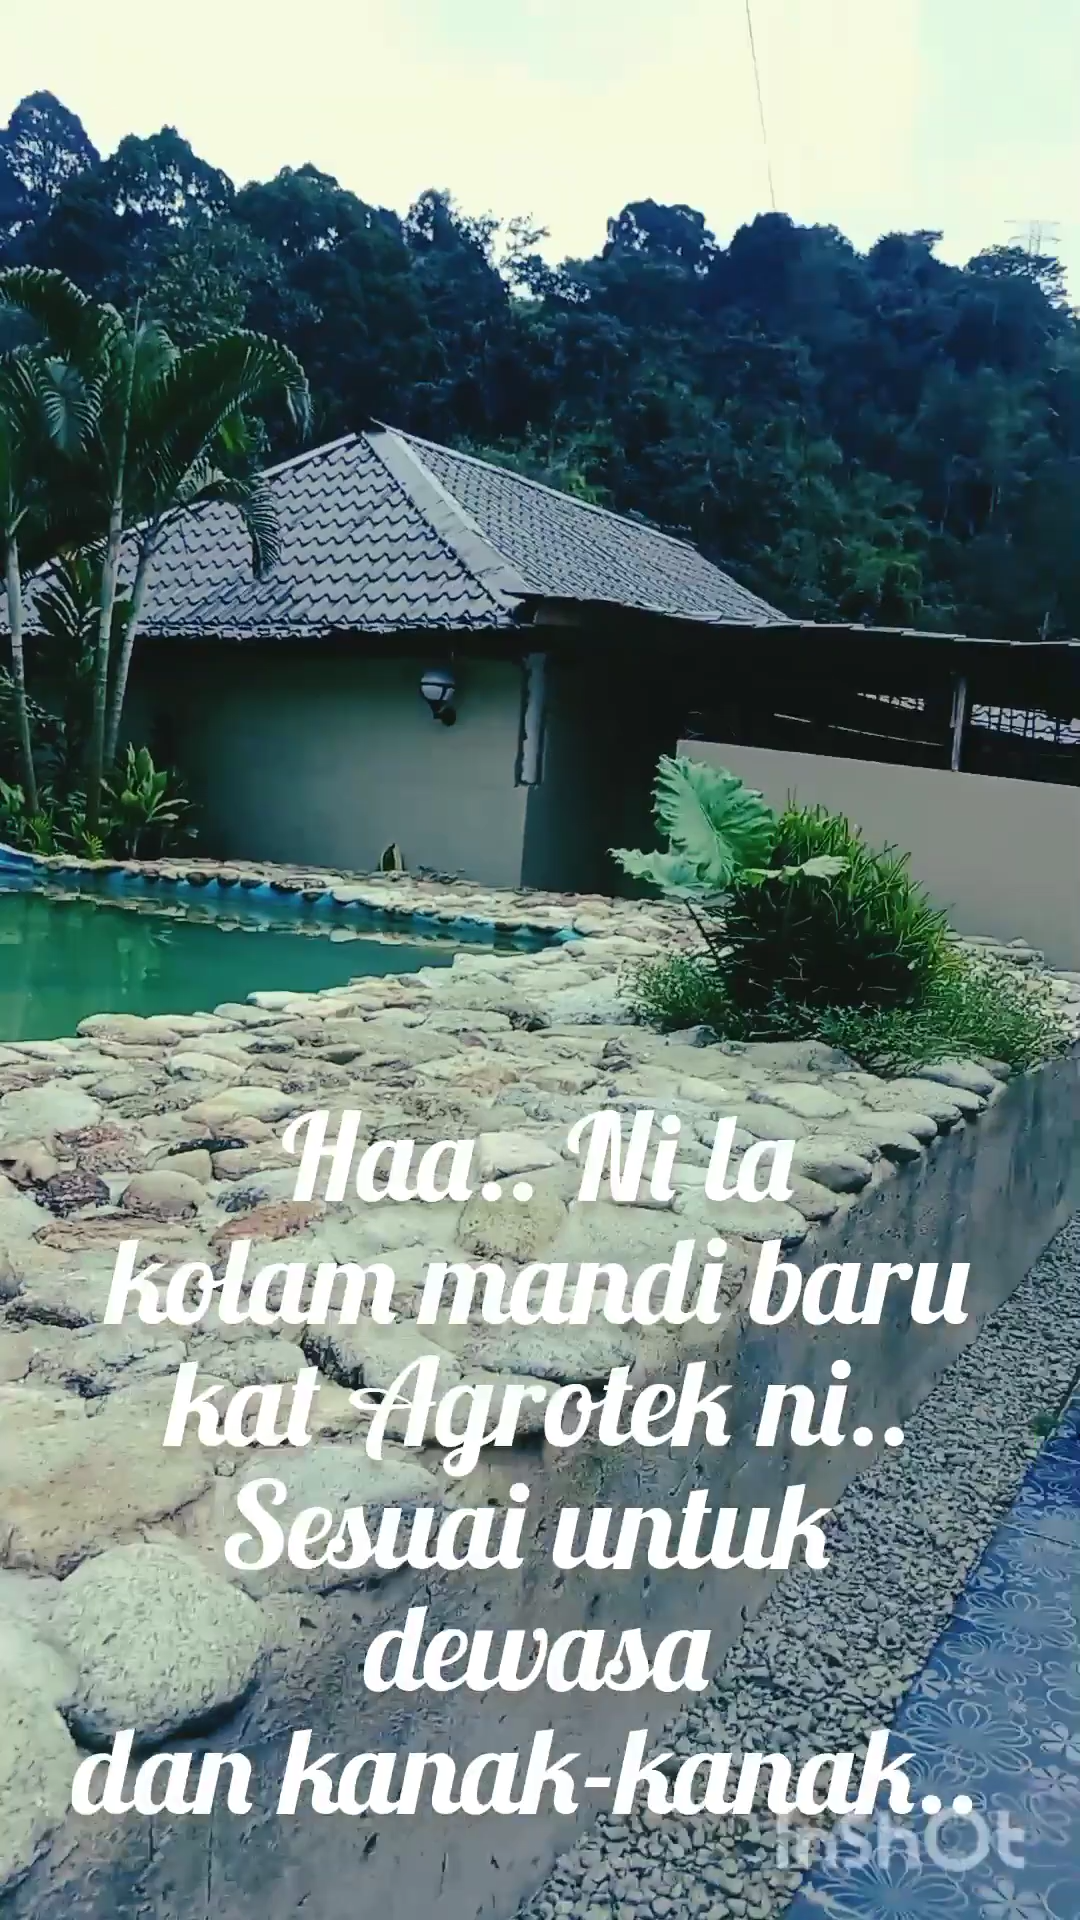 Haa.. Ni la
kolam mandi baru
kat Agrotek ni..
Sesuai untuk
dewasa
dan kanak-kanak..
InShOt